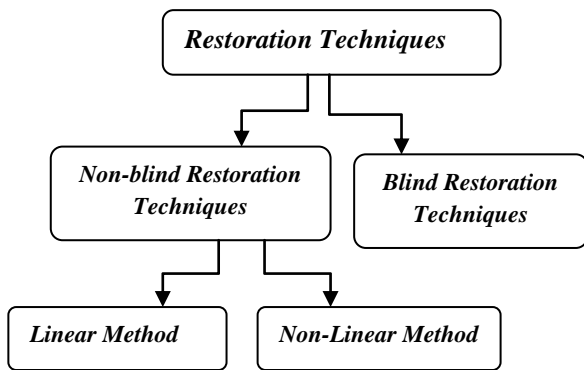 Restoration Techniques
Non-blind Restoration
Techniques
Blind Restoration
Techniques
Linear Method
Non-Linear Method